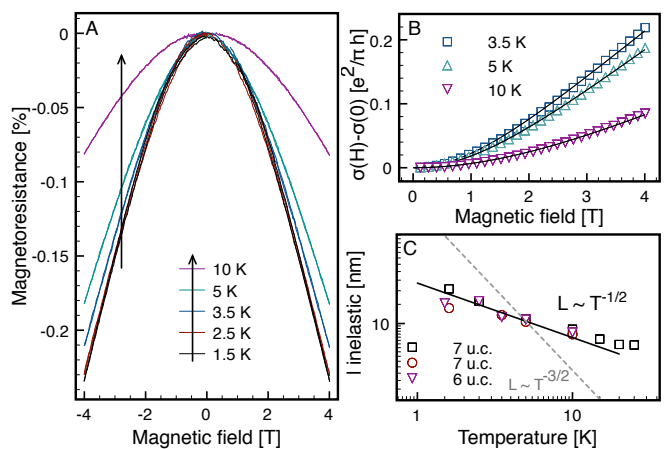 A
Magnetoresistance [%]
0
-0.05
-0.1
-0.15
-0.2
10 K
5 K
3.5 K
2.5 K
1.5 K
-4
-2
0
2
4
Magnetic field [T]
B
σ(H)-σ(0) [e²/π h]
0.2
0.1
0
3.5 K
5 K
10 K
0
1
2
3
4
Magnetic field [T]
C
l inelastic [nm]
10
L ~ T^-1/2
L ~ T^-3/2
7 u.c.
7 u.c.
6 u.c.
1
10
Temperature [K]